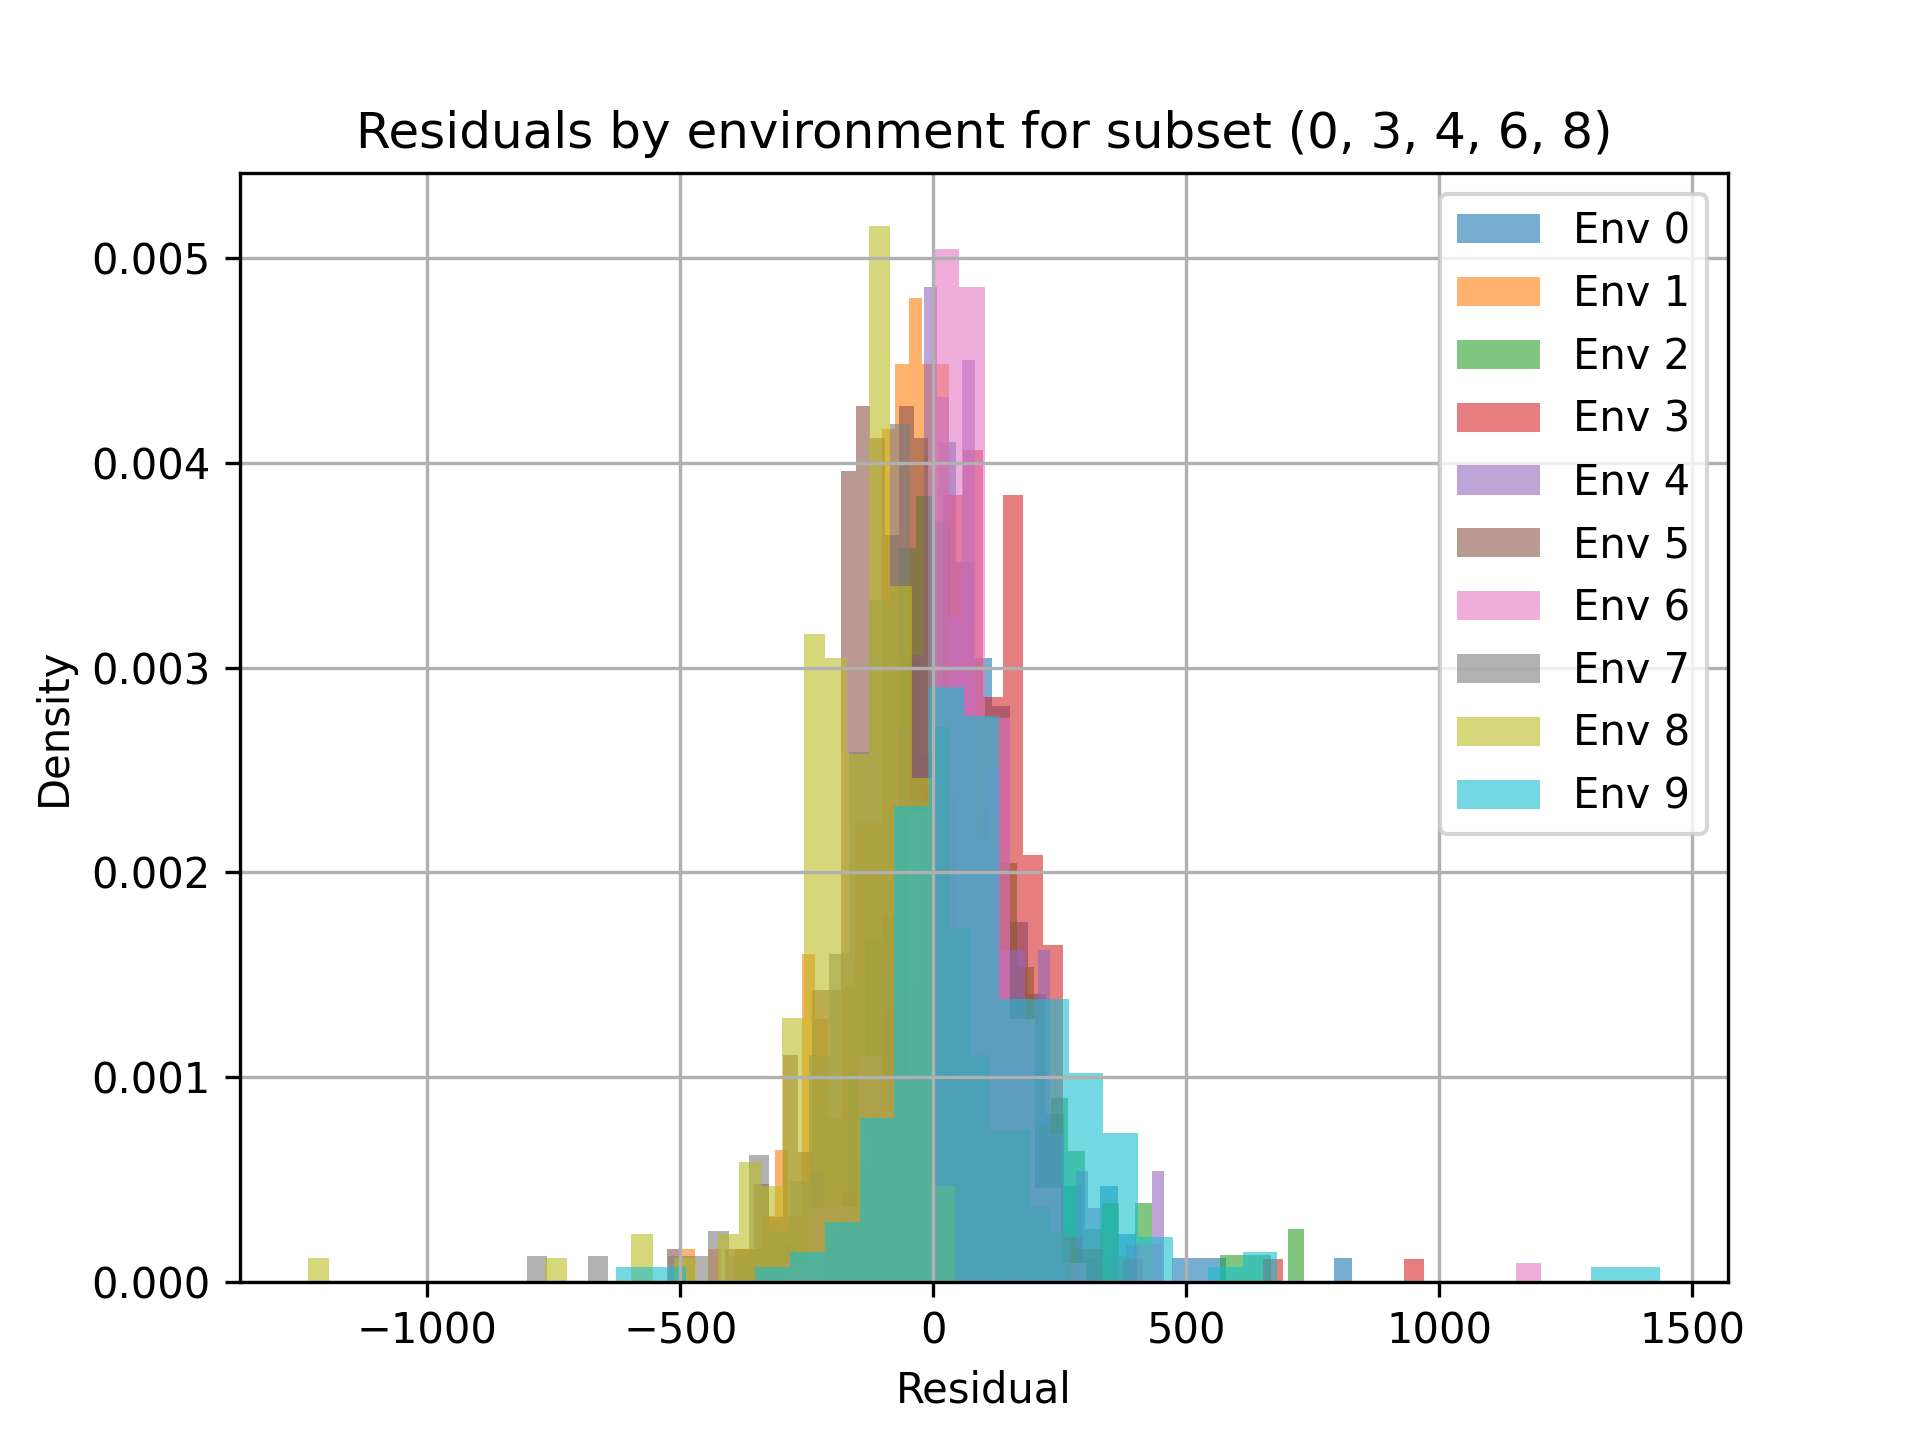 Residuals by environment for subset (0, 3, 4, 6, 8)
Env 0
Env 1
Env 2
Env 3
Env 4
Env 5
Env 6
Env 7
Env 8
Env 9
Density
0.005
0.004
0.003
0.002
0.001
0.000
−1000 −500 0 500 1000 1500
Residual